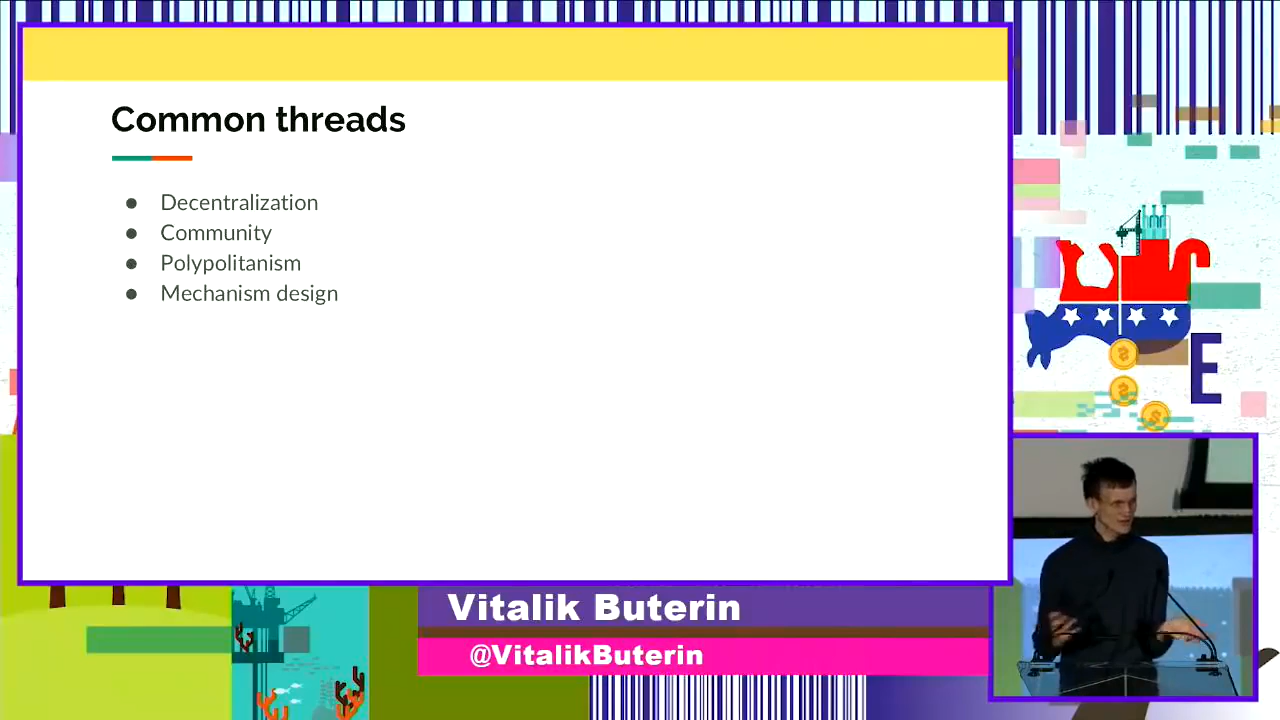 Common threads
● Decentralization
● Community
● Polypolitanism
● Mechanism design
E
Vitalik Buterin
@VitalikButerin